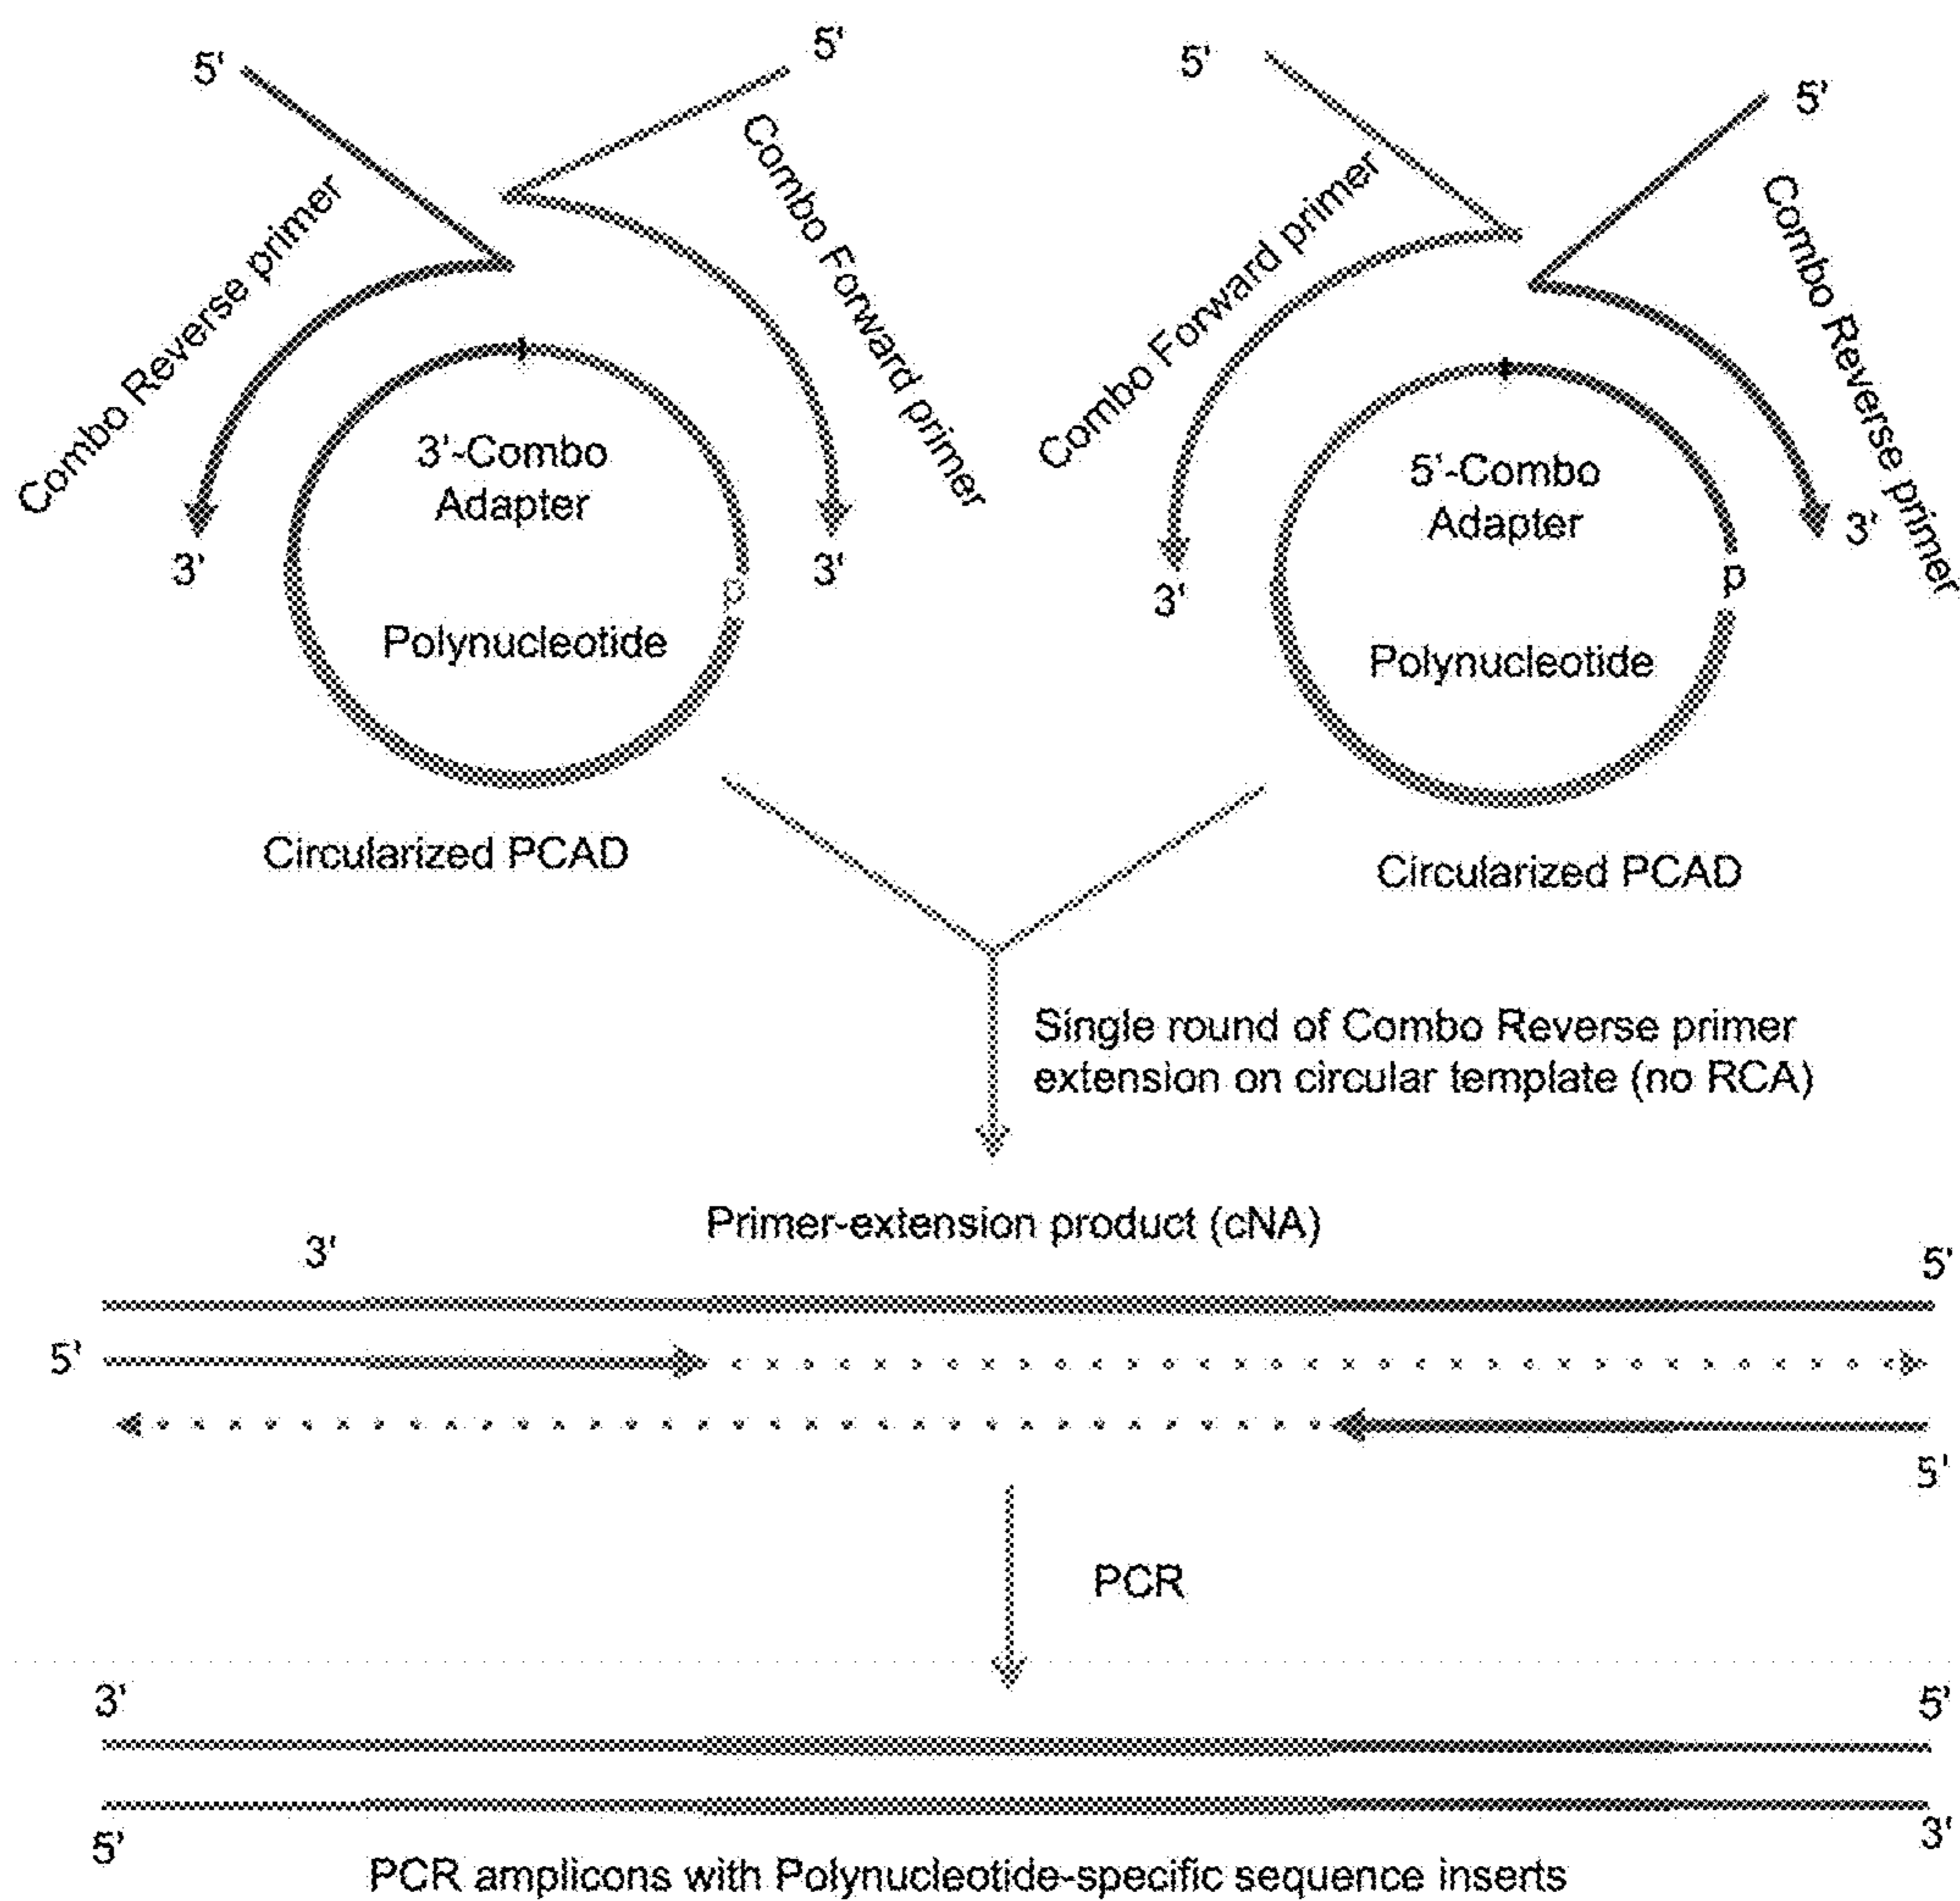 5'
5'
5'
5'
Combo Reverse primer
Combo Forward primer
Combo Forward primer
Combo Reverse primer
3'-Combo
Adapter
5'-Combo
Adapter
3'
3'
3'
3'
p
p
Polynucleotide
Polynucleotide
Circularized PCAD
Circularized PCAD
Single round of Combo Reverse primer
extension on circular template (no RCA)
Primer-extension product (cNA)
3'
5'
5'
5'
PCR
3'
5'
5'
3'
PCR amplicons with Polynucleotide-specific sequence inserts